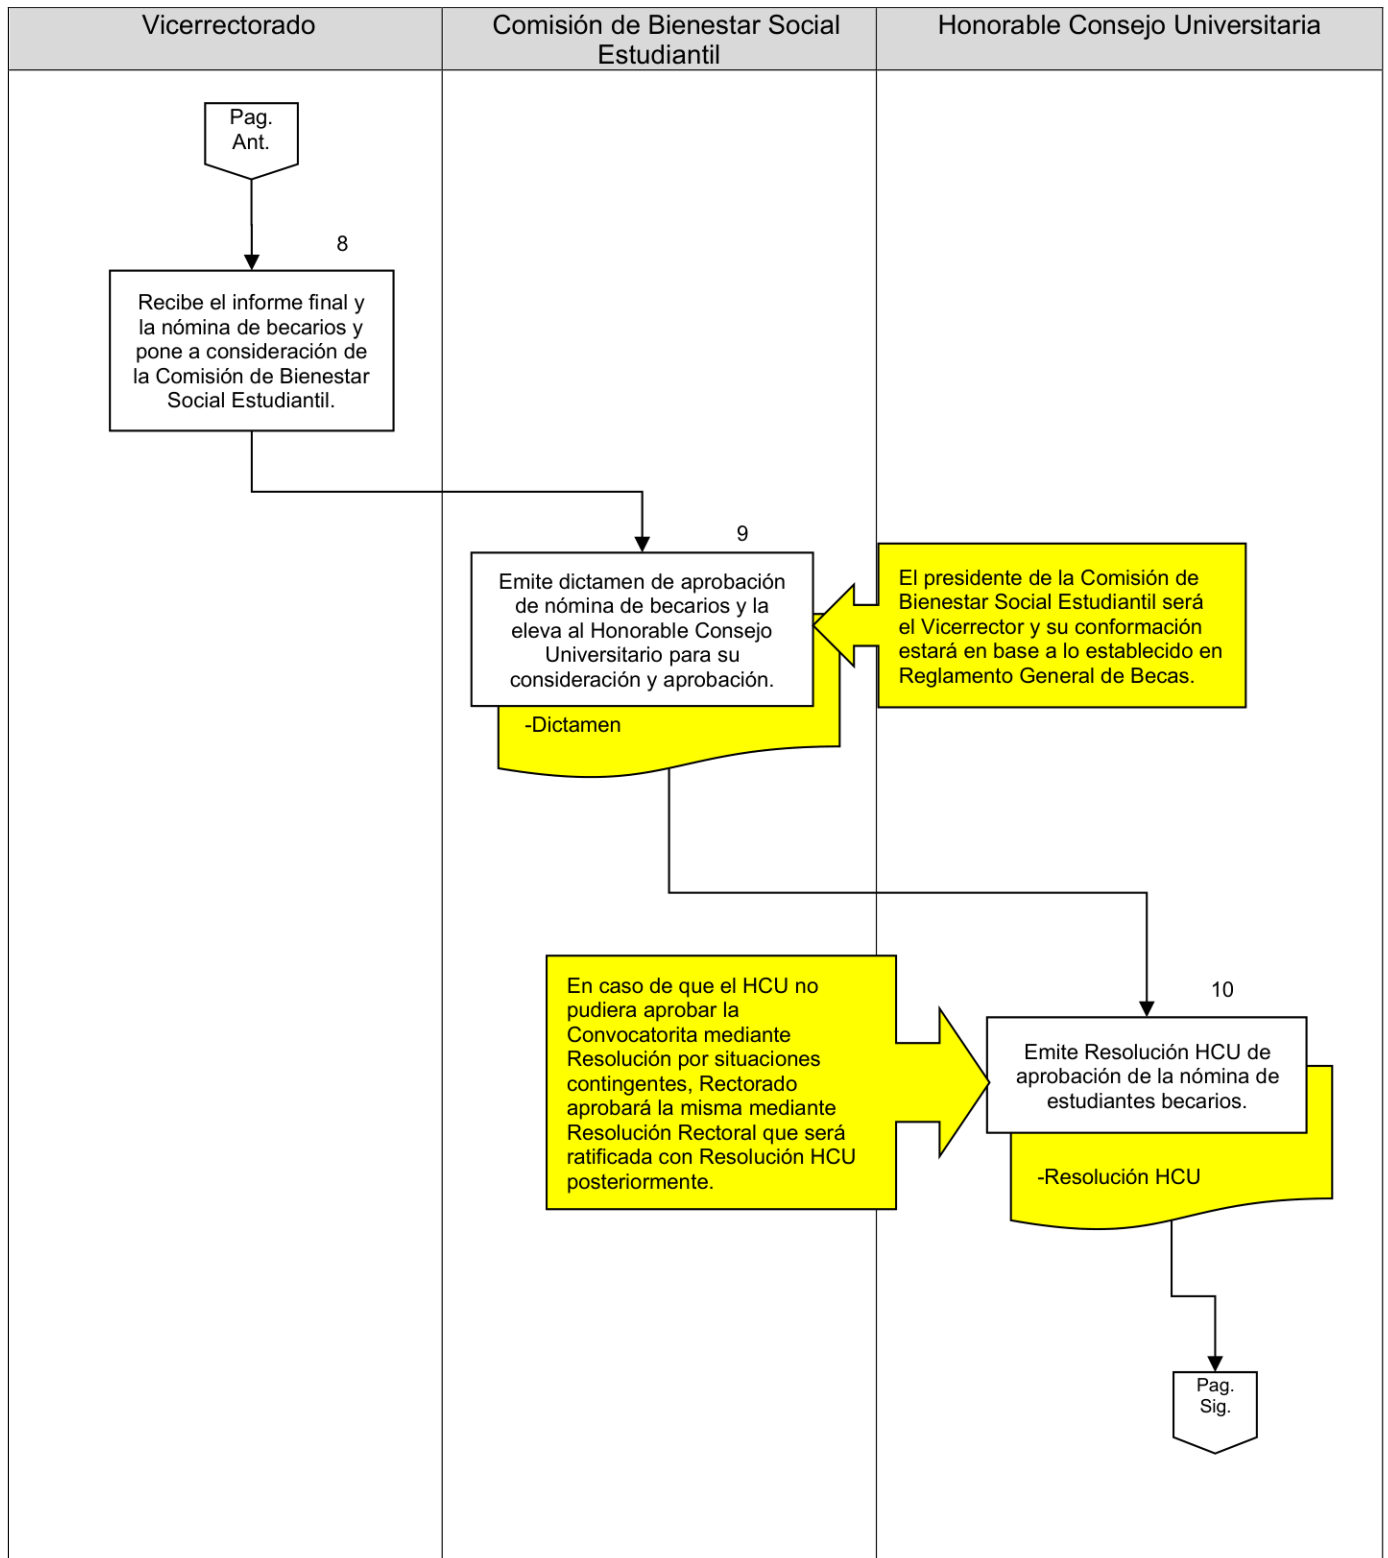 Vicerrectorado
Comisión de Bienestar Social
Estudiantil
Honorable Consejo Universitaria
Pag.
Ant.
8
Recibe el informe final y
la nómina de becarios y
pone a consideración de
la Comisión de Bienestar
Social Estudiantil.
9
Emite dictamen de aprobación
de nómina de becarios y la
eleva al Honorable Consejo
Universitario para su
consideración y aprobación.
-Dictamen
El presidente de la Comisión de
Bienestar Social Estudiantil será
el Vicerrector y su conformación
estará en base a lo establecido en
Reglamento General de Becas.
En caso de que el HCU no
pudiera aprobar la
Convocatorita mediante
Resolución por situaciones
contingentes, Rectorado
aprobará la misma mediante
Resolución Rectoral que será
ratificada con Resolución HCU
posteriormente.
10
Emite Resolución HCU de
aprobación de la nómina de
estudiantes becarios.
-Resolución HCU
Pag.
Sig.